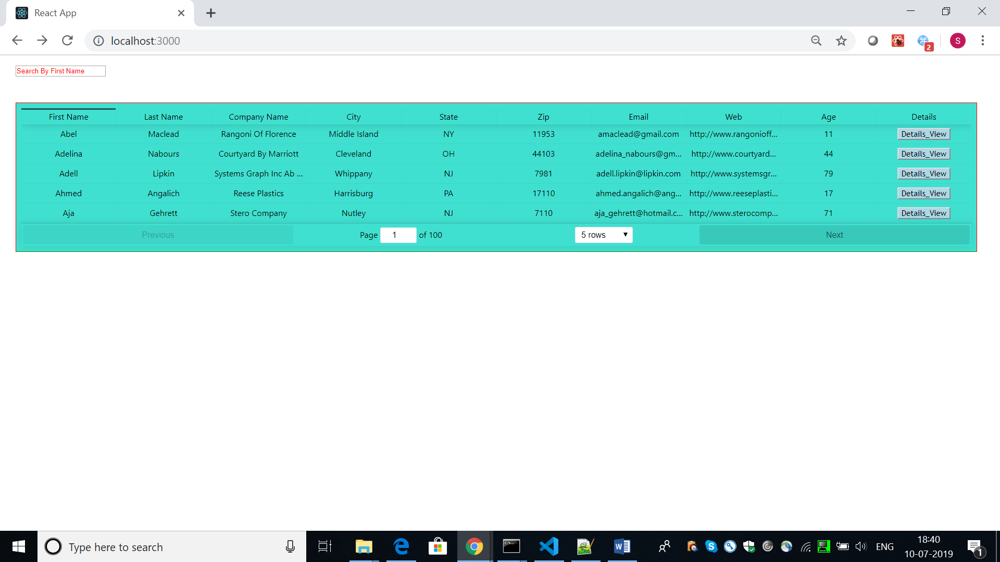 React App
localhost:3000
2
S
Search By First Name
First Name Last Name Company Name City State Zip Email Web Age Details
Abel Maclead Rangoni Of Florence Middle Island NY 11953 amaclead@gmail.com http://www.rangonioff... 11 Details_View
Adelina Nabours Courtyard By Marriott Cleveland OH 44103 adelina_nabours@gm... http://www.courtyard... 44 Details_View
Adell Lipkin Systems Graph Inc Ab ... Whippany NJ 7981 adell.lipkin@lipkin.com http://www.systemsgr... 79 Details_View
Ahmed Angalich Reese Plastics Harrisburg PA 17110 ahmed.angalich@ang... http://www.reeseplasti... 17 Details_View
Aja Gehrett Stero Company Nutley NJ 7110 aja_gehrett@hotmail.c... http://www.sterocomp... 71 Details_View
Previous Page 1 of 100 5 rows Next
Type here to search
ENG
18:40
10-07-2019
1